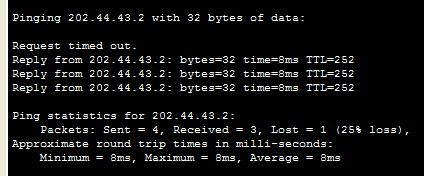 Pinging 202.44.43.2 with 32 bytes of data:
Request timed out.
Reply from 202.44.43.2: bytes=32 time=8ms TTL=252
Reply from 202.44.43.2: bytes=32 time=8ms TTL=252
Reply from 202.44.43.2: bytes=32 time=8ms TTL=252
Ping statistics for 202.44.43.2:
Packets: Sent = 4, Received = 3, Lost = 1 (25% loss),
Approximate round trip times in milli-seconds:
Minimum = 8ms, Maximum = 8ms, Average = 8ms